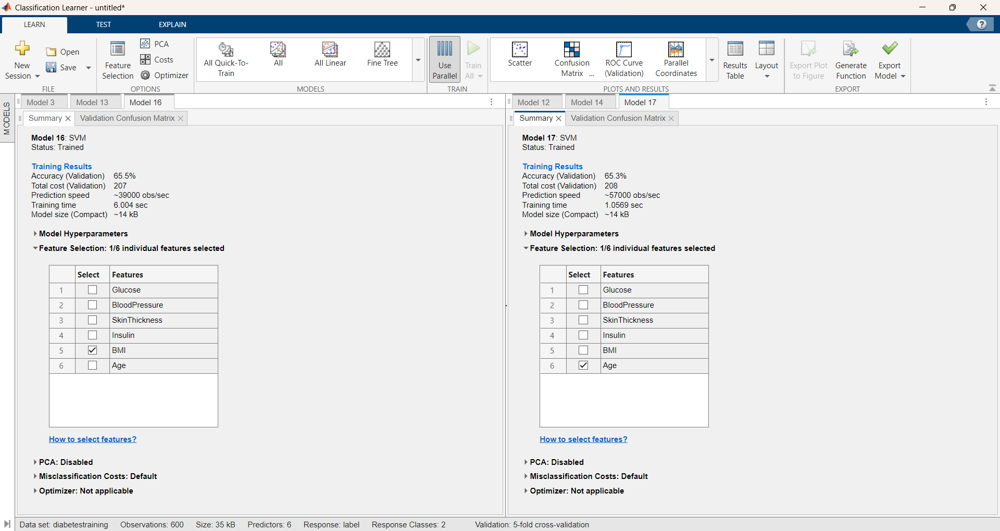 Classification Learner - untitled*
LEARN TEST EXPLAIN
New Session
Open
Save
FILE
Feature Selection
PCA
Costs
Optimizer
OPTIONS
All Quick-To-Train
All
All Linear
Fine Tree
MODELS
Use Parallel
Train All
TRAIN
Scatter
Confusion Matrix ...
ROC Curve (Validation)
Parallel Coordinates
PLOTS AND RESULTS
Results Table
Layout
Export Plot to Figure
Generate Function
Export Model
EXPORT
MODELS
Model 3 Model 13 Model 16
Summary Validation Confusion Matrix
Model 16: SVM
Status: Trained
Training Results
Accuracy (Validation) 65.5%
Total cost (Validation) 207
Prediction speed ~39000 obs/sec
Training time 6.004 sec
Model size (Compact) ~14 kB
Model Hyperparameters
Feature Selection: 1/6 individual features selected
Select Features
1 Glucose
2 BloodPressure
3 SkinThickness
4 Insulin
5 BMI
6 Age
How to select features?
PCA: Disabled
Misclassification Costs: Default
Optimizer: Not applicable
Model 12 Model 14 Model 17
Summary Validation Confusion Matrix
Model 17: SVM
Status: Trained
Training Results
Accuracy (Validation) 65.3%
Total cost (Validation) 208
Prediction speed ~57000 obs/sec
Training time 1.0569 sec
Model size (Compact) ~14 kB
Model Hyperparameters
Feature Selection: 1/6 individual features selected
Select Features
1 Glucose
2 BloodPressure
3 SkinThickness
4 Insulin
5 BMI
6 Age
How to select features?
PCA: Disabled
Misclassification Costs: Default
Optimizer: Not applicable
Data set: diabetestraining Observations: 600 Size: 35 kB Predictors: 6 Response: label Response Classes: 2 Validation: 5-fold cross-validation